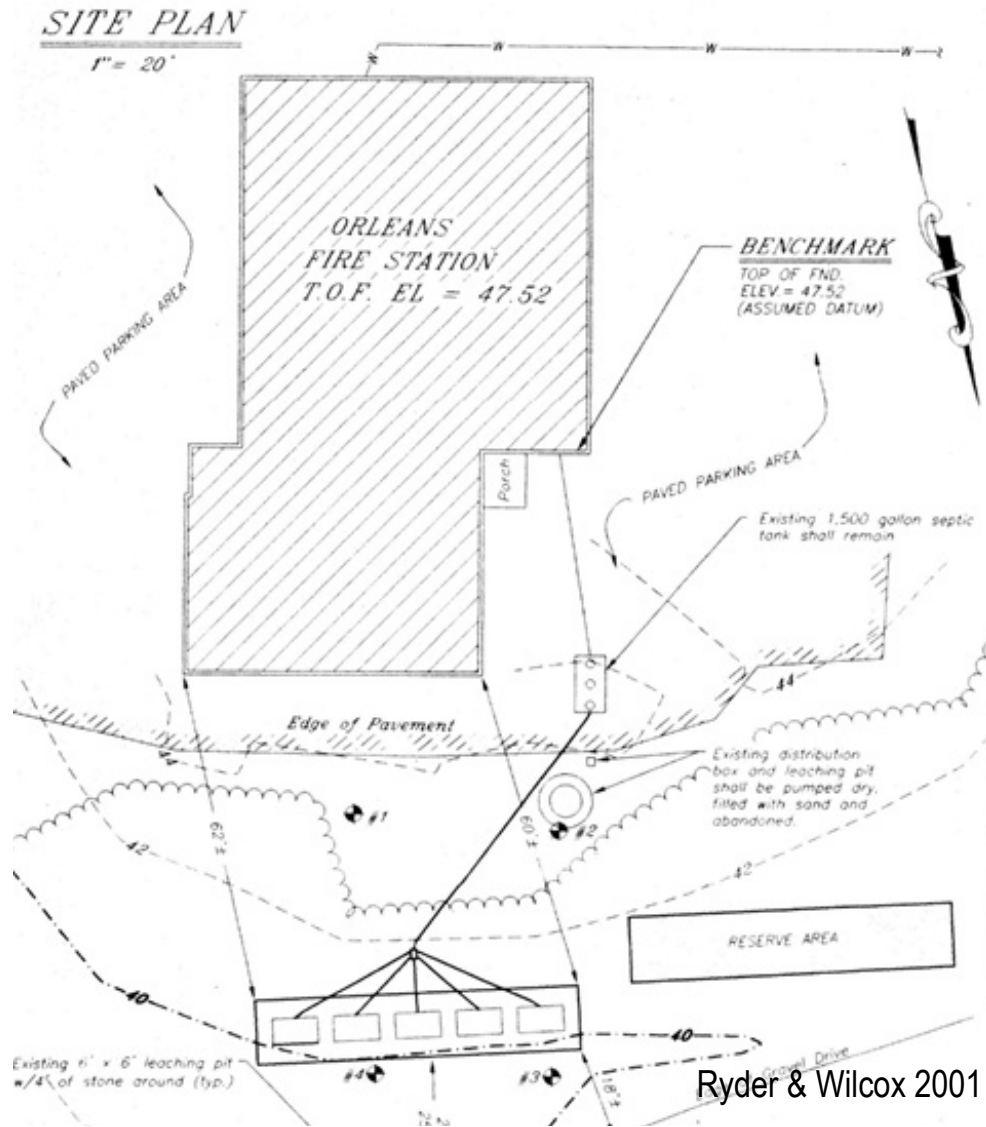 SITE PLAN
1" = 20'
W W W W
ORLEANS
FIRE STATION
T.O.F. EL = 47.52
BENCHMARK
TOP OF FND.
ELEV.= 47.52
(ASSUMED DATUM)
PAVED PARKING AREA
Porch
PAVED PARKING AREA
Existing 1,500 gallon septic
tank shall remain
44
Edge of Pavement
44
Existing distribution
box and leaching pit
shall be pumped dry,
filled with sand and
abandoned.
#1
#2
62'±
60'±
42
42
RESERVE AREA
40
40
Existing 6' x 6' leaching pit
w/4' of stone around (typ.)
#4
#3
18'±
Gravel Drive
Ryder & Wilcox 2001